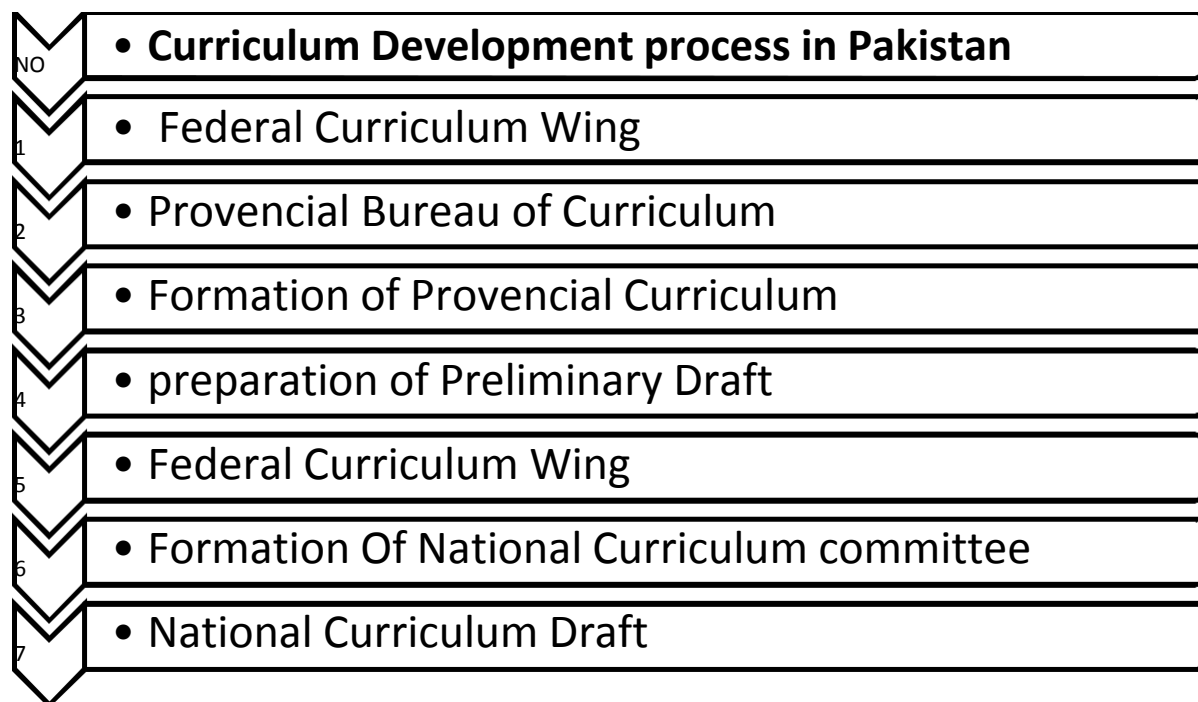 NO
• Curriculum Development process in Pakistan
1
• Federal Curriculum Wing
2
• Provencial Bureau of Curriculum
3
• Formation of Provencial Curriculum
4
• preparation of Preliminary Draft
5
• Federal Curriculum Wing
6
• Formation Of National Curriculum committee
7
• National Curriculum Draft